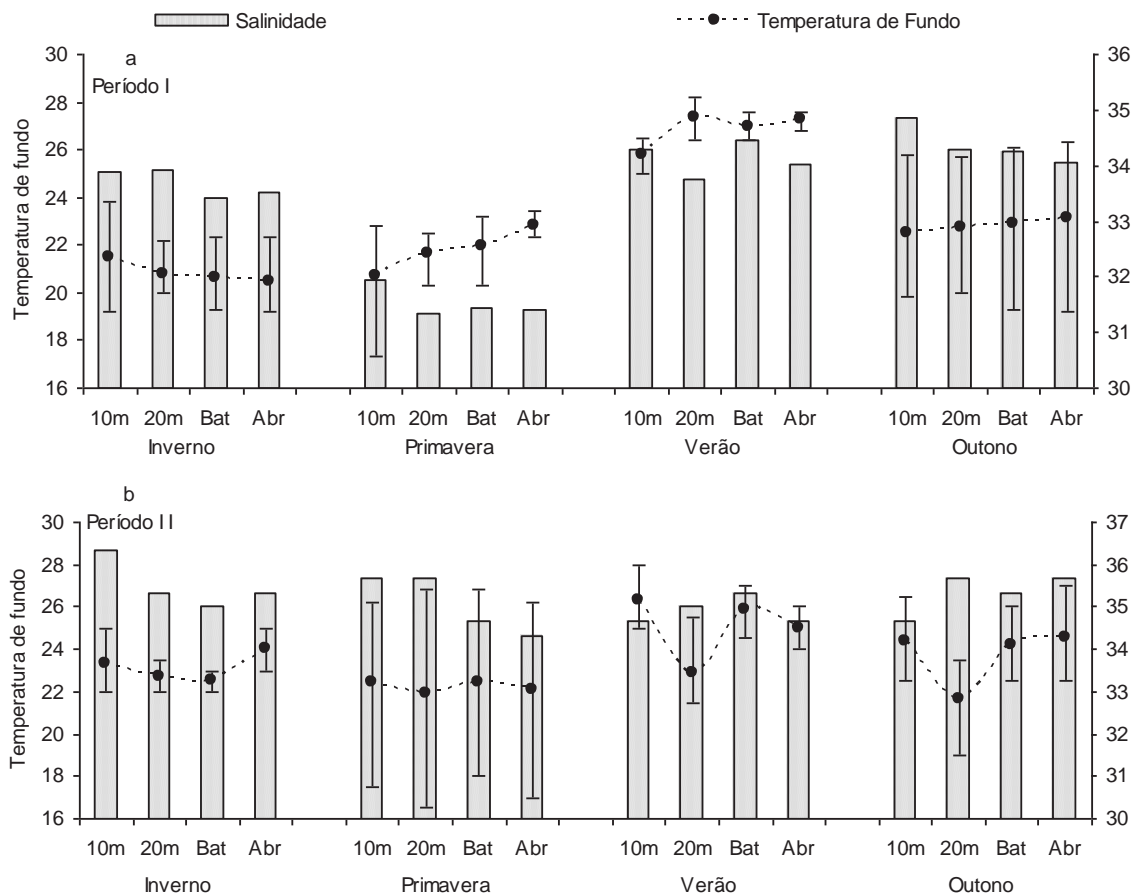 Salinidade Temperatura de Fundo
a
Período I
Temperatura de fundo
30 36
28 35
26 34
24
22 33
20 32
18 31
16 30
10m 20m Bat Abr 10m 20m Bat Abr 10m 20m Bat Abr 10m 20m Bat Abr
Inverno Primavera Verão Outono
b
Período II
Temperatura de fundo
30 37
28 36
26 35
24 34
22 33
20 32
18 31
16 30
10m 20m Bat Abr 10m 20m Bat Abr 10m 20m Bat Abr 10m 20m Bat Abr
Inverno Primavera Verão Outono